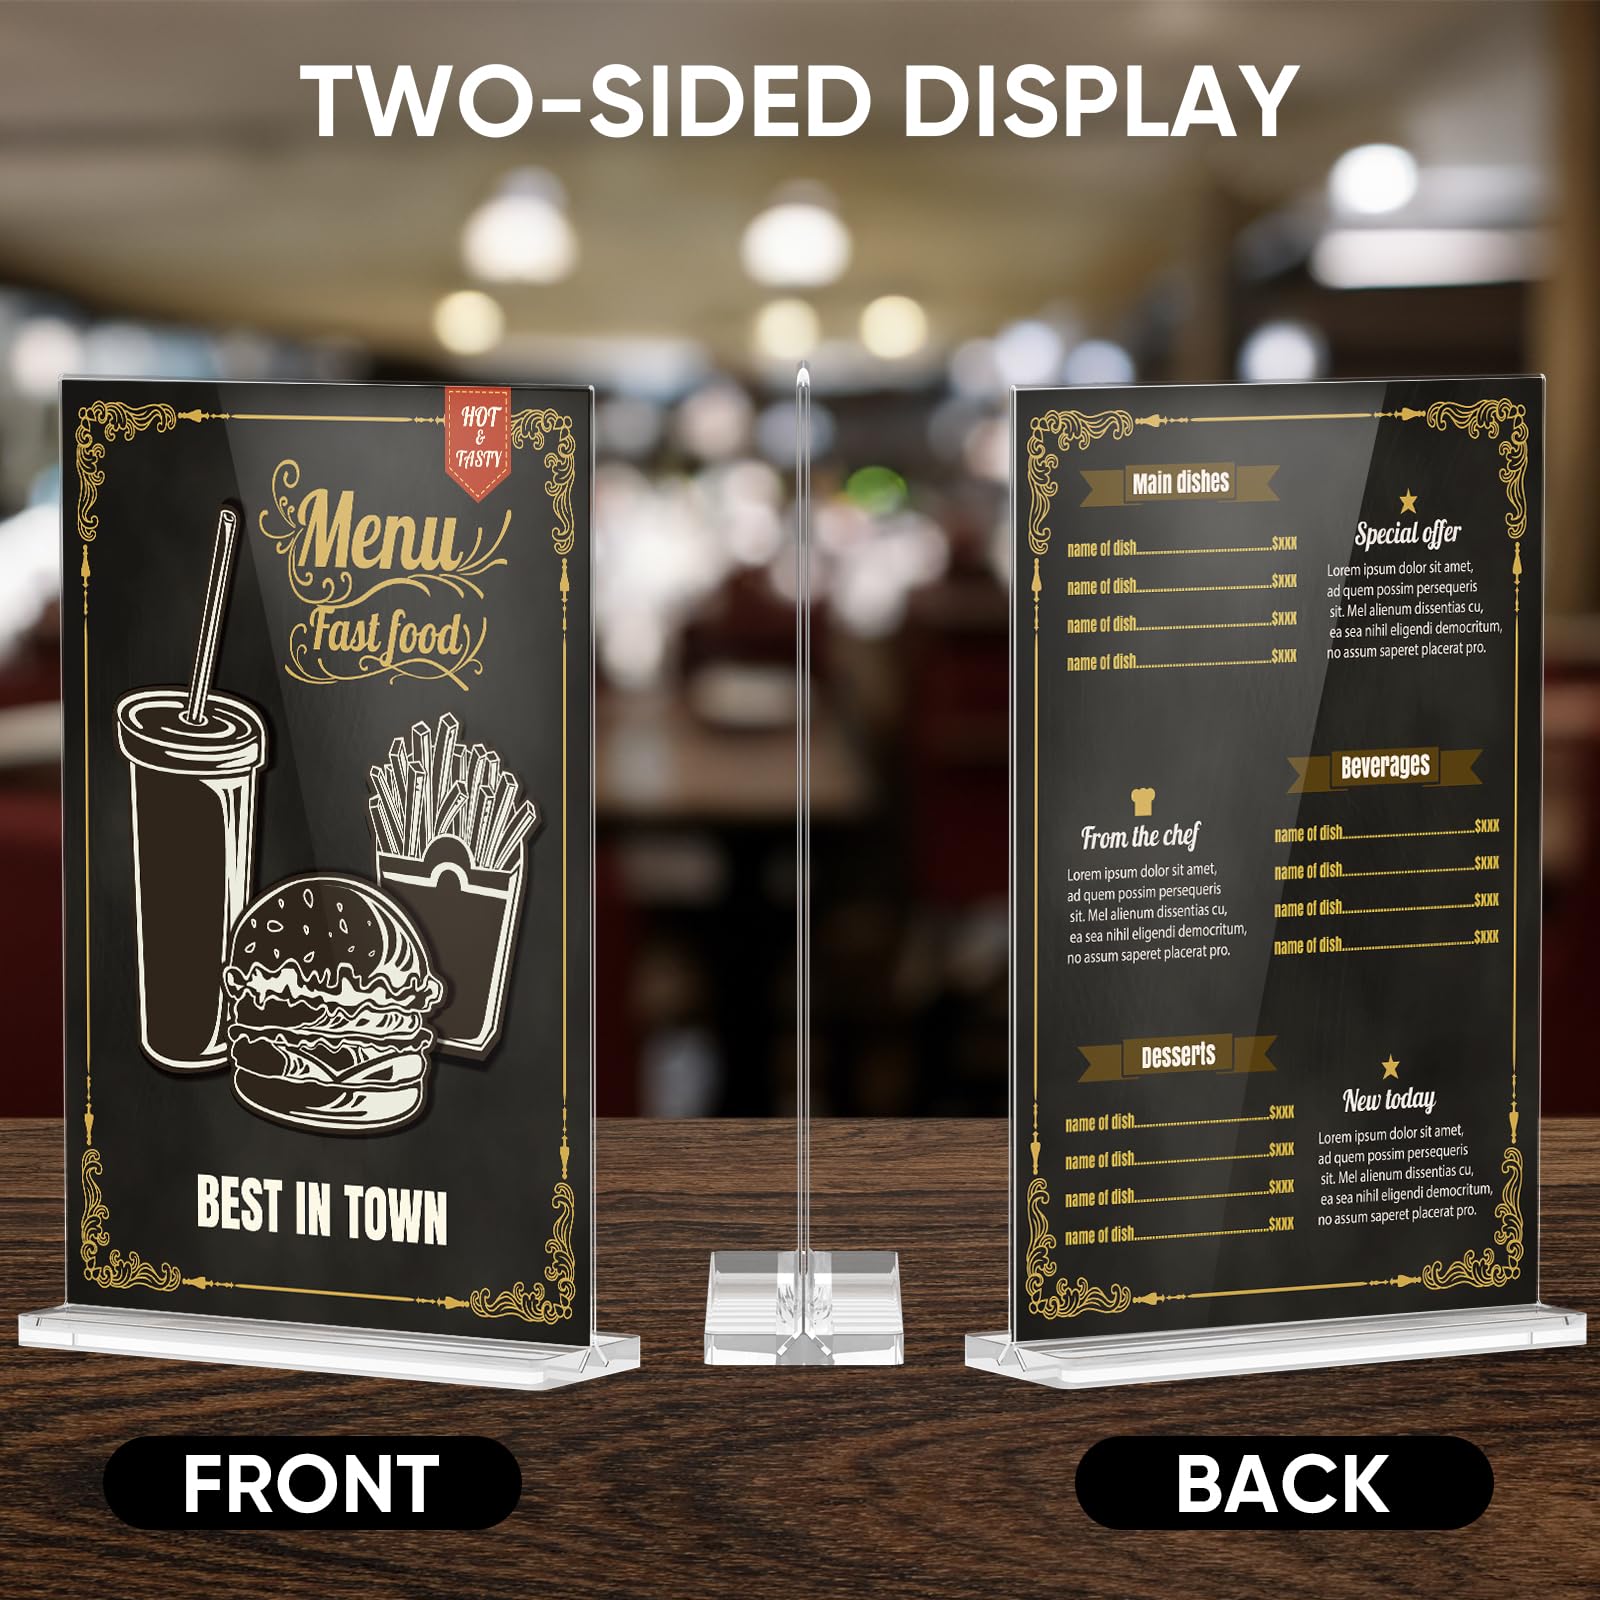 TWO-SIDED DISPLAY
HOT
&
TASTY
Menu
Fast food
BEST IN TOWN
FRONT
Main dishes
name of dish................................................$XXX
name of dish................................................$XXX
name of dish................................................$XXX
name of dish................................................$XXX
Special offer
Lorem ipsum dolor sit amet,
ad quem possim persequeris
sit. Mel alienum dissentias cu,
ea sea nihil eligendi democritum,
no assum saperet placerat pro.
Beverages
name of dish................................................$XXX
name of dish................................................$XXX
name of dish................................................$XXX
name of dish................................................$XXX
From the chef
Lorem ipsum dolor sit amet,
ad quem possim persequeris
sit. Mel alienum dissentias cu,
ea sea nihil eligendi democritum,
no assum saperet placerat pro.
Desserts
name of dish................................................$XXX
name of dish................................................$XXX
name of dish................................................$XXX
name of dish................................................$XXX
New today
Lorem ipsum dolor sit amet,
ad quem possim persequeris
sit. Mel alienum dissentias cu,
ea sea nihil eligendi democritum,
no assum saperet placerat pro.
BACK